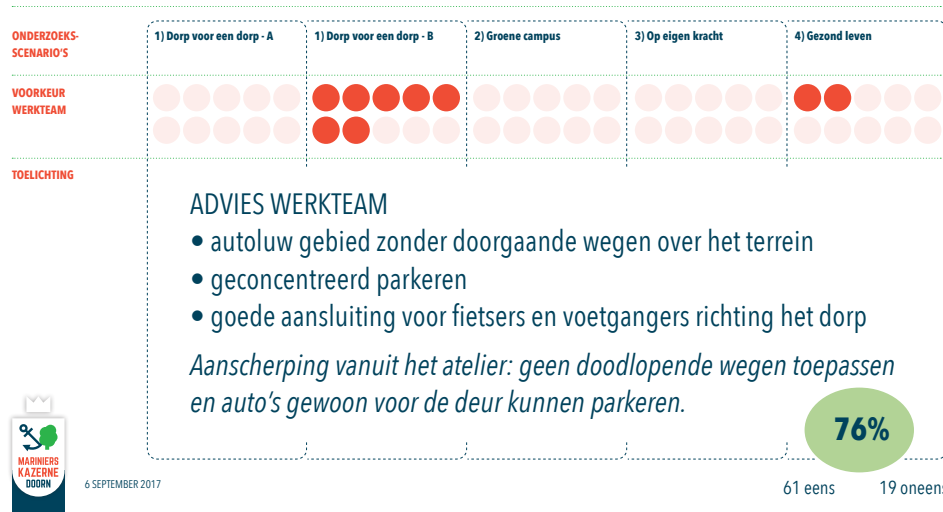 ONDERZOEKS-
SCENARIO'S
1) Dorp voor een dorp - A
1) Dorp voor een dorp - B
2) Groene campus
3) Op eigen kracht
4) Gezond leven
VOORKEUR
WERKTEAM
TOELICHTING
ADVIES WERKTEAM
• autoluw gebied zonder doorgaande wegen over het terrein
• geconcentreerd parkeren
• goede aansluiting voor fietsers en voetgangers richting het dorp
Aanscherping vanuit het atelier: geen doodlopende wegen toepassen
en auto's gewoon voor de deur kunnen parkeren.
76%
61 eens
19 oneens
MARINIERS
KAZERNE
DOORN
6 SEPTEMBER 2017